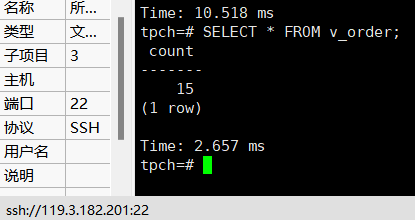 名称 所...
类型 文...
子项目 3
主机
端口 22
协议 SSH
用户名
说明
Time: 10.518 ms
tpch=# SELECT * FROM v_order;
count
-------
15
(1 row)
Time: 2.657 ms
tpch=#
ssh://119.3.182.201:22